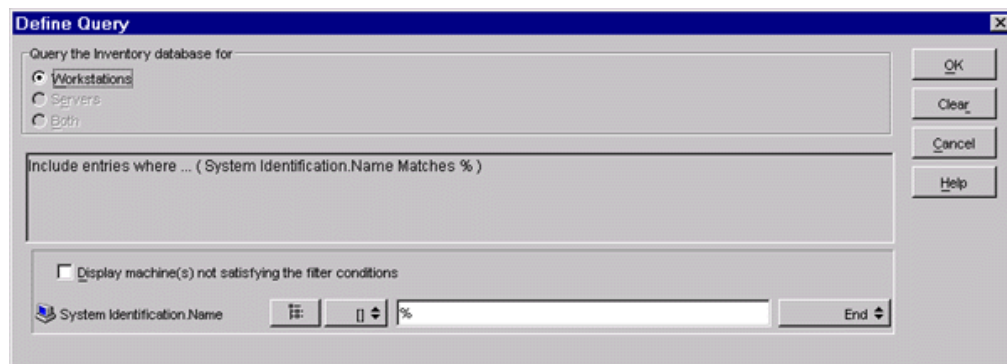 Define Query
Query the Inventory database for
Workstations
Servers
Both
OK
Clear
Cancel
Help
Include entries where ... ( System Identification.Name Matches % )
Display machine(s) not satisfying the filter conditions
System Identification.Name [] % End